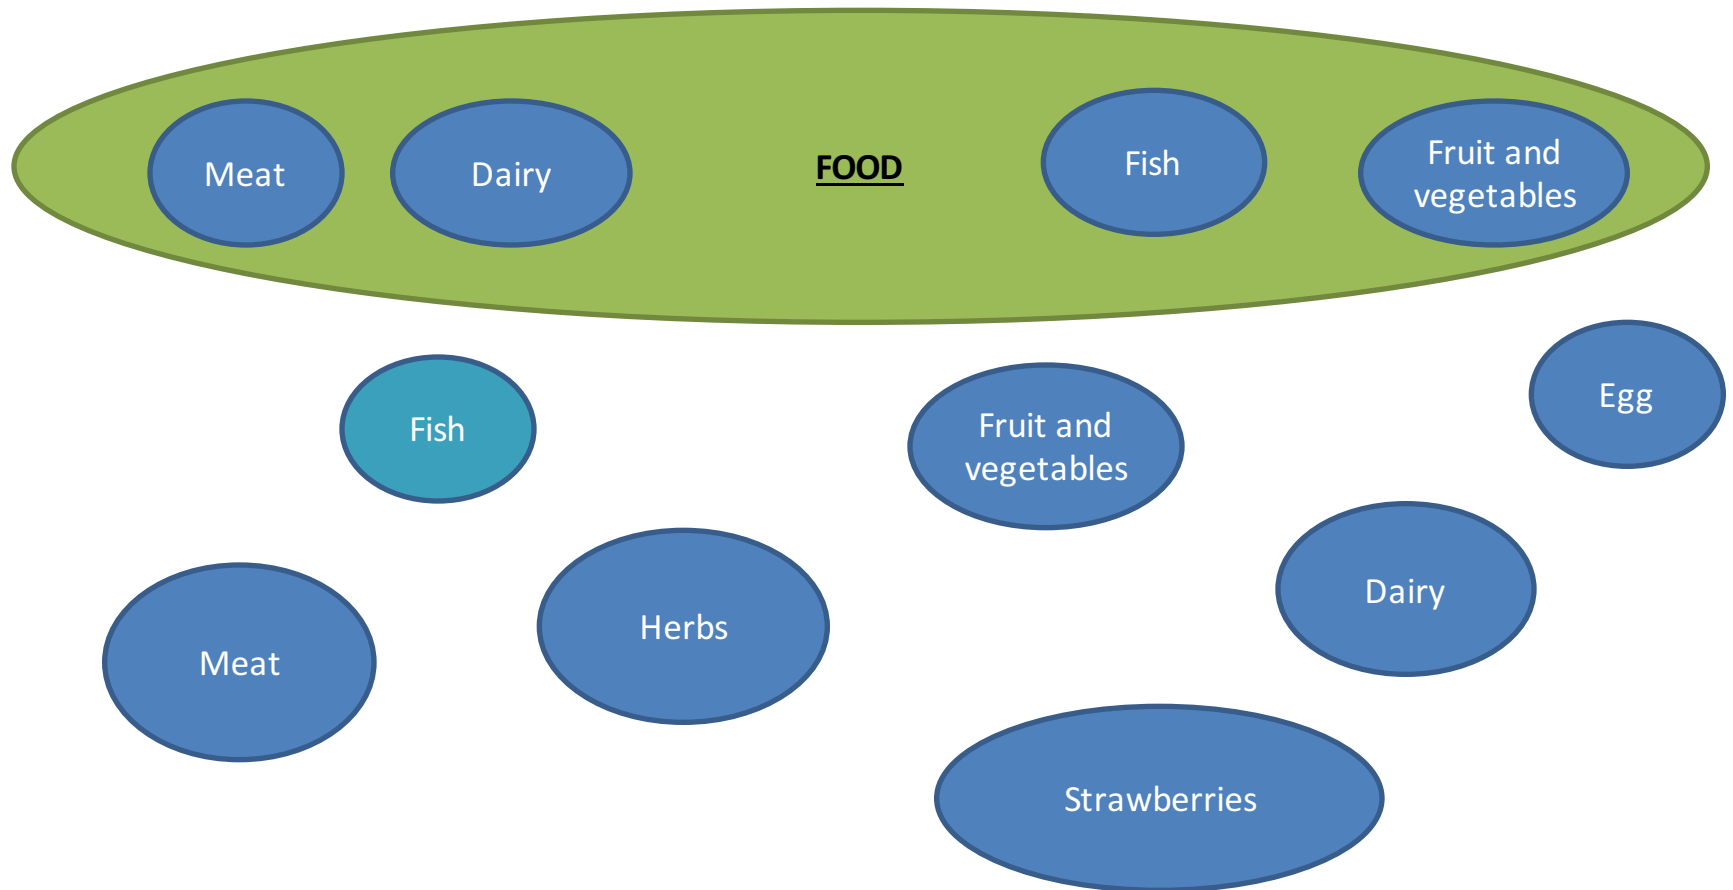 Meat
Dairy
FOOD
Fish
Fruit and
vegetables
Fish
Fruit and
vegetables
Egg
Meat
Herbs
Dairy
Strawberries